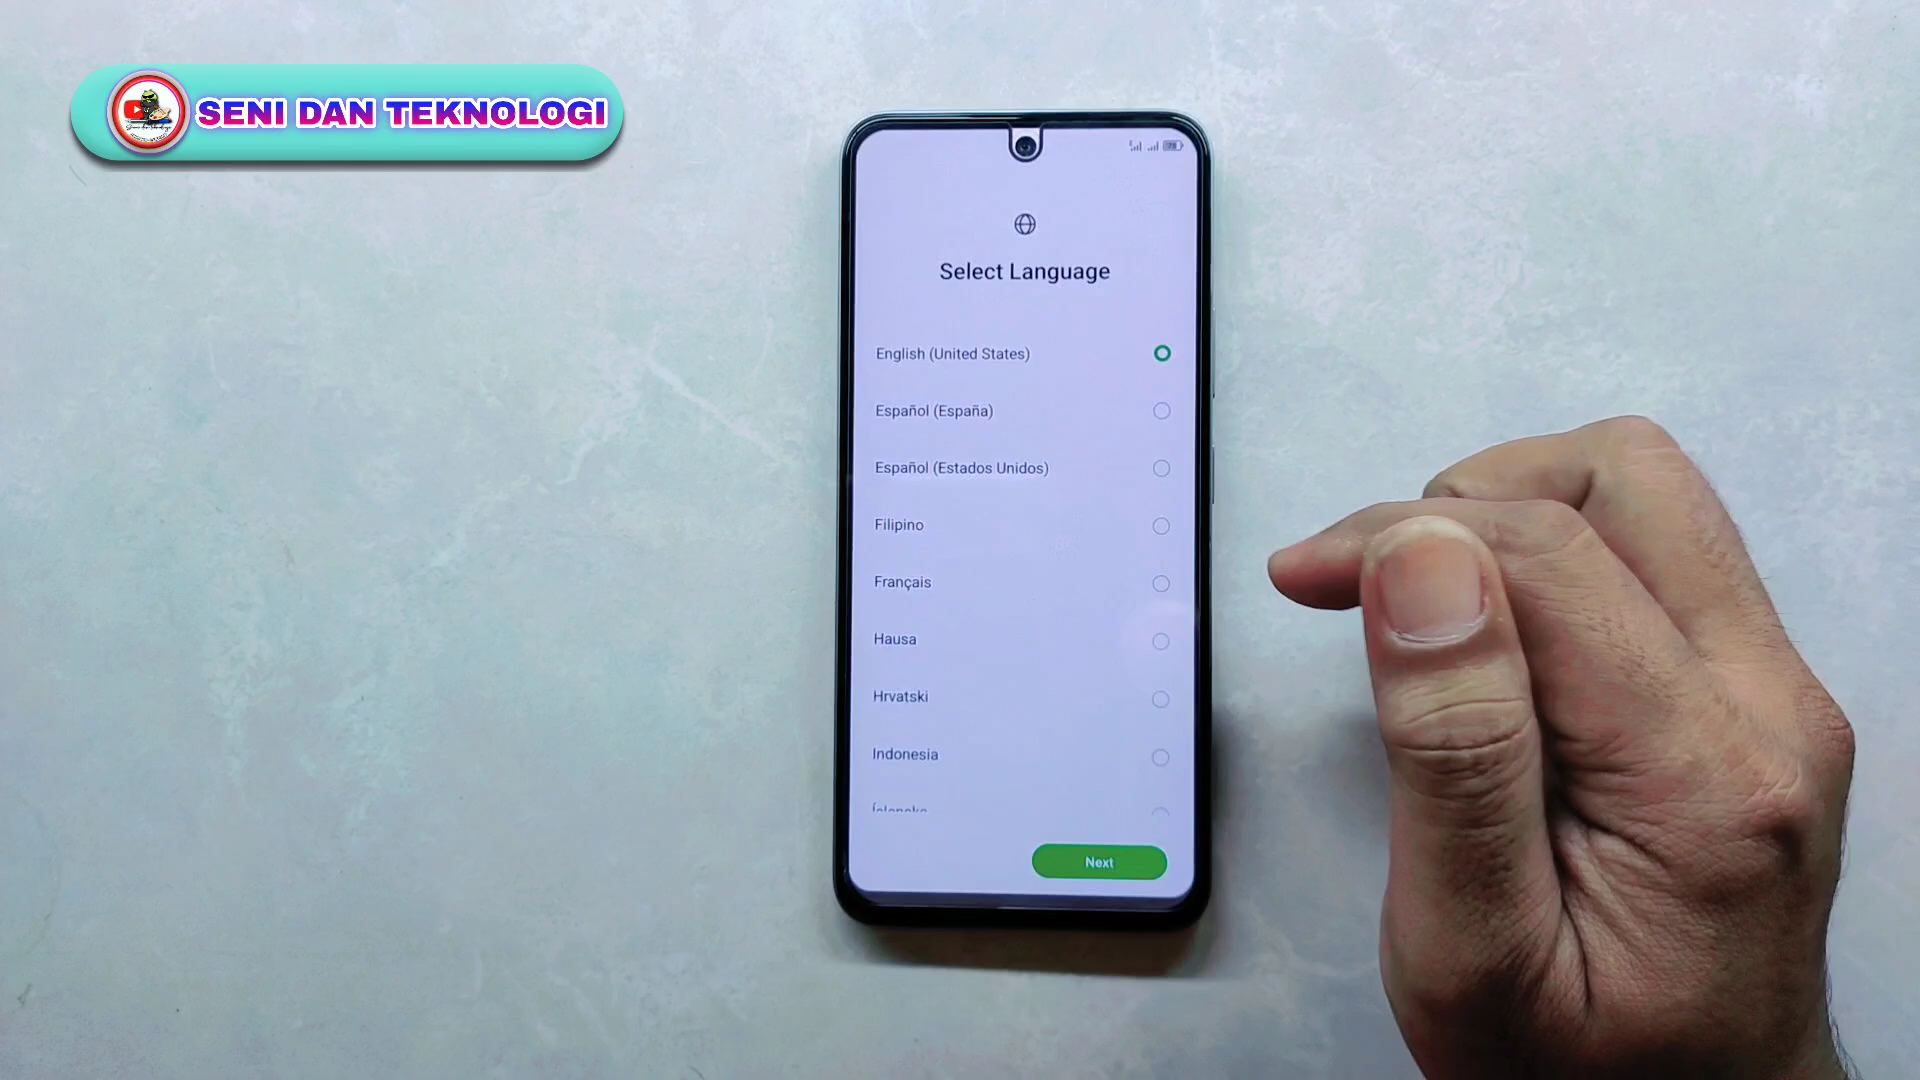 SENI DAN TEKNOLOGI
Select Language
English (United States)
Español (España)
Español (Estados Unidos)
Filipino
Français
Hausa
Hrvatski
Indonesia
Next